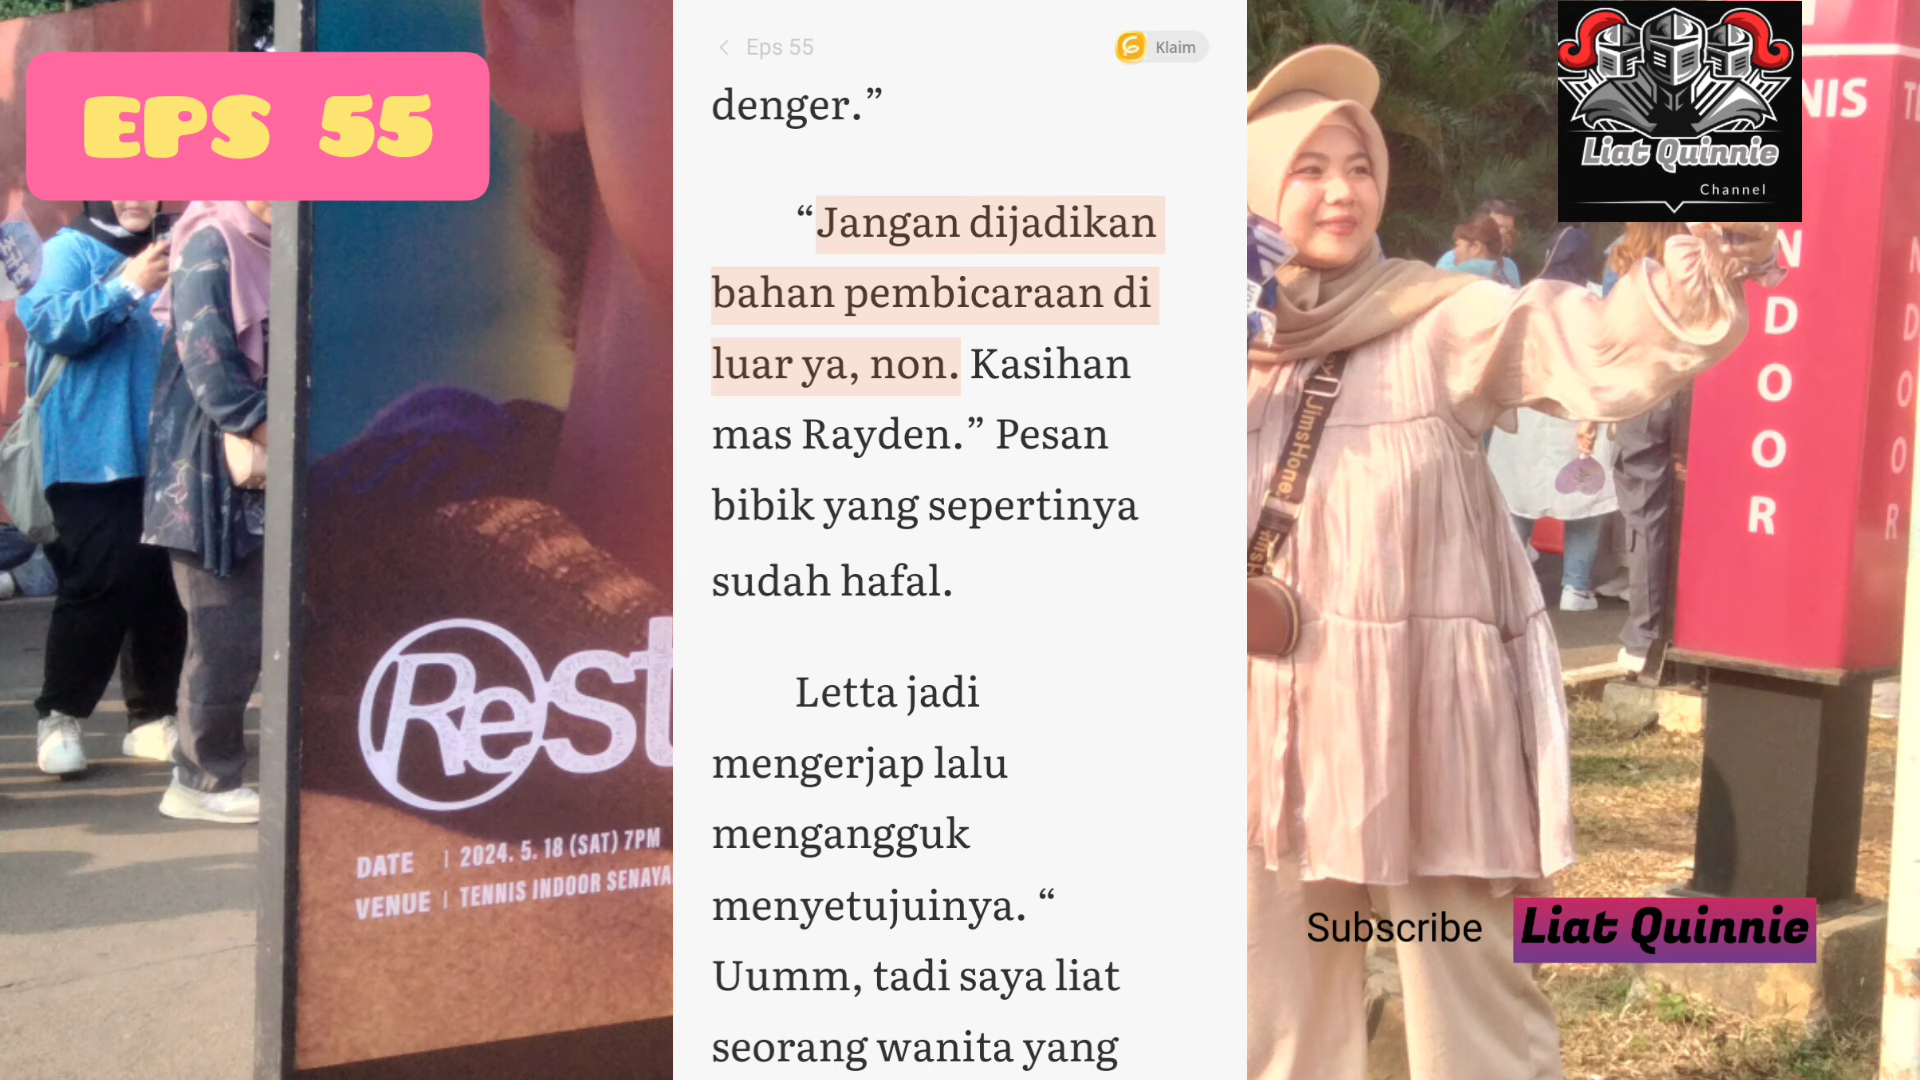 EPS 55
Eps 55
Klaim
denger.”
“Jangan dijadikan
bahan pembicaraan di
luar ya, non. Kasihan
mas Rayden.” Pesan
bibik yang sepertinya
sudah hafal.
Letta jadi
mengerjap lalu
mengangguk
menyetujuinya. “
Uumm, tadi saya liat
seorang wanita yang
ReSt
DATE | 2024. 5. 18 (SAT) 7PM
VENUE | TENNIS INDOOR SENAYA
Liat Quinnie
Channel
NIS
NDOOR
JimsHone
Subscribe Liat Quinnie